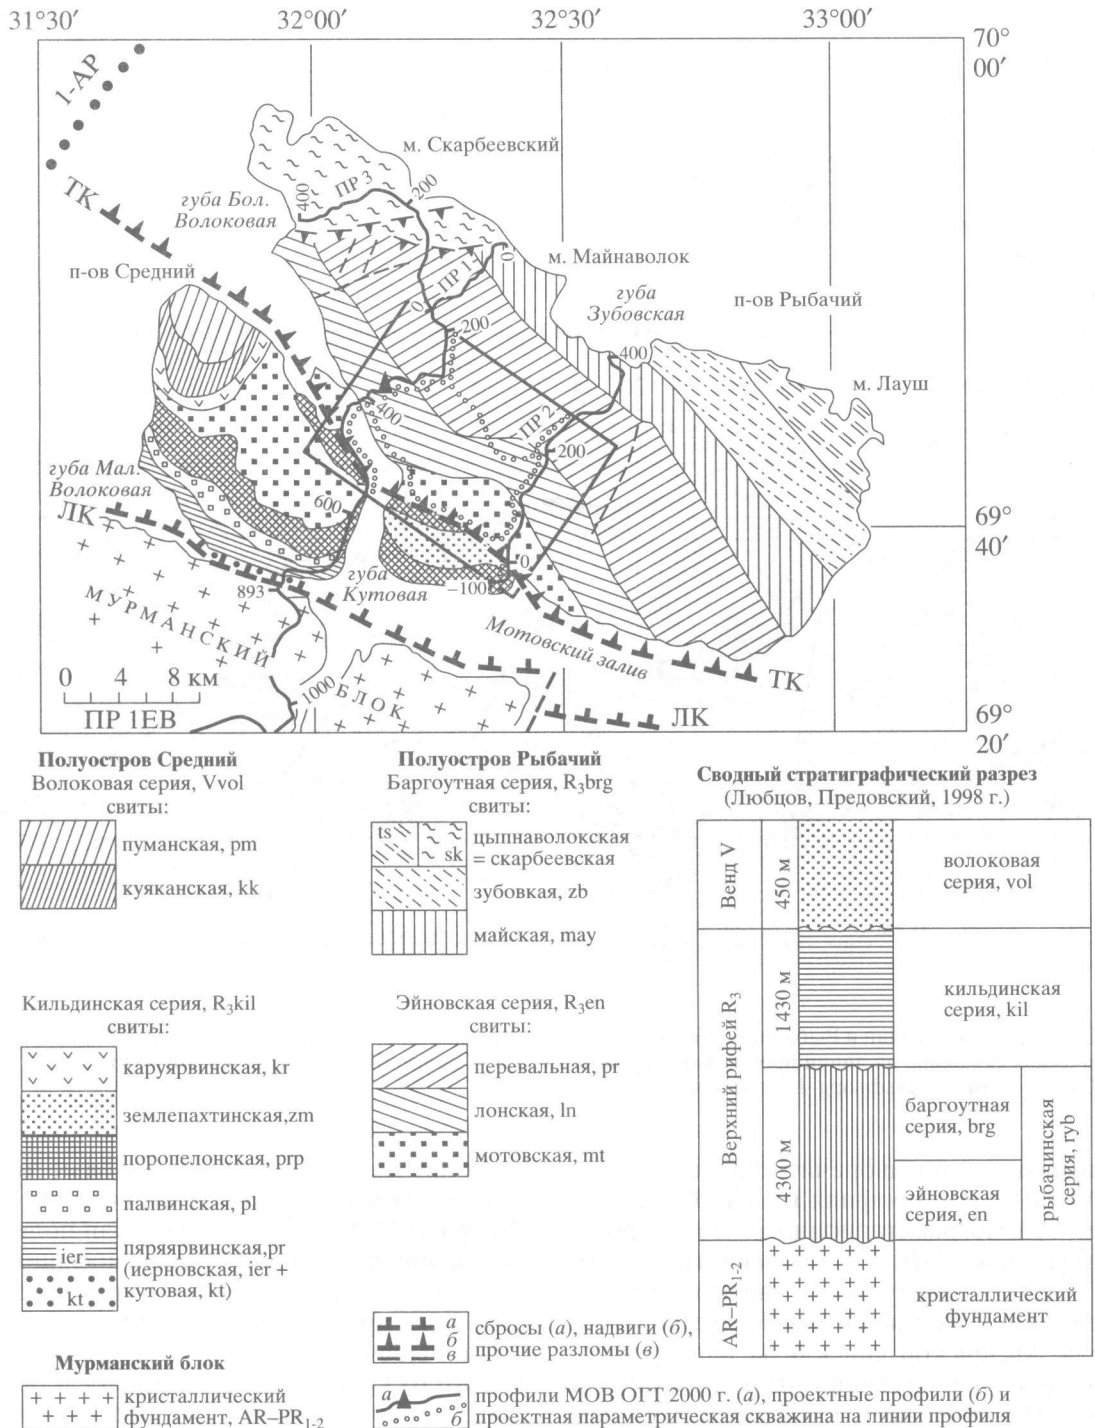 31°30′ 32°00′ 32°30′ 33°00′
70°
00′
1-АР
м. Скарбеевский
ТК
губа Бол.
Волоковая
400
ПР 3
200
п-ов Средний
м. Майнаволок
0
ПР 1
0
губа
Зубовская
п-ов Рыбачий
200
400
м. Лауш
400
ПР 2
200
губа Мал.
Волоковая
ЛК
600
69°
40′
893
губа
Кутовая
0
–100
МУРМАНСКИЙ
Мотовский залив
ТК
0 4 8 км
1000
БЛОК
ЛК
ПР 1ЕВ
69°
20′
Полуостров Средний
Волоковая серия, Vvol
свиты:
пуманская, pm
куяканская, kk
Кильдинская серия, R₃kil
свиты:
каруярвинская, kr
землепахтинская,zm
поропелонская, prp
палвинская, pl
ier
пяряярвинская,pr
(иерновская, ier +
kt
кутовая, kt)
Мурманский блок
кристаллический
фундамент, AR–PR₁₋₂
Полуостров Рыбачий
Баргоутная серия, R₃brg
свиты:
ts
sk
цыпнаволокская
= скарбеевская
зубовкая, zb
майская, may
Эйновская серия, R₃en
свиты:
перевальная, pr
лонская, ln
мотовская, mt
а
б
в
сбросы (а), надвиги (б),
прочие разломы (в)
а
б
профили МОВ ОГТ 2000 г. (а), проектные профили (б) и
проектная параметрическая скважина на линии профиля
Сводный стратиграфический разрез
(Любцов, Предовский, 1998 г.)
Венд V
450 м
волоковая
серия, vol
Верхний рифей R₃
1430 м
кильдинская
серия, kil
4300 м
баргоутная
серия, brg
эйновская
серия, en
рыбачинская
серия, ryb
AR–PR₁₋₂
кристаллический
фундамент